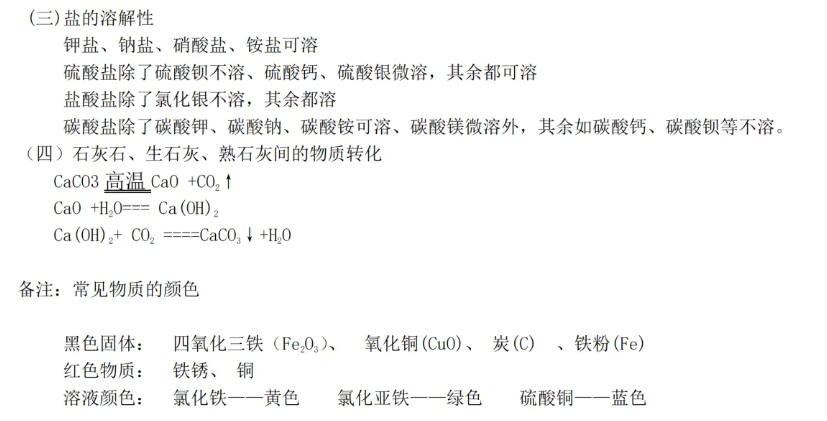 (三)盐的溶解性
钾盐、钠盐、硝酸盐、铵盐可溶
硫酸盐除了硫酸钡不溶、硫酸钙、硫酸银微溶，其余都可溶
盐酸盐除了氯化银不溶，其余都溶
碳酸盐除了碳酸钾、碳酸钠、碳酸铵可溶、碳酸镁微溶外，其余如碳酸钙、碳酸钡等不溶。
（四）石灰石、生石灰、熟石灰间的物质转化
CaCO3 高温 CaO +CO₂↑
CaO +H₂O=== Ca(OH)₂
Ca(OH)₂+ CO₂ ====CaCO₃↓+H₂O
备注：常见物质的颜色
黑色固体： 四氧化三铁（Fe₂O₃）、 氧化铜(CuO)、 炭(C) 、铁粉(Fe)
红色物质： 铁锈、 铜
溶液颜色： 氯化铁——黄色 氯化亚铁——绿色 硫酸铜——蓝色